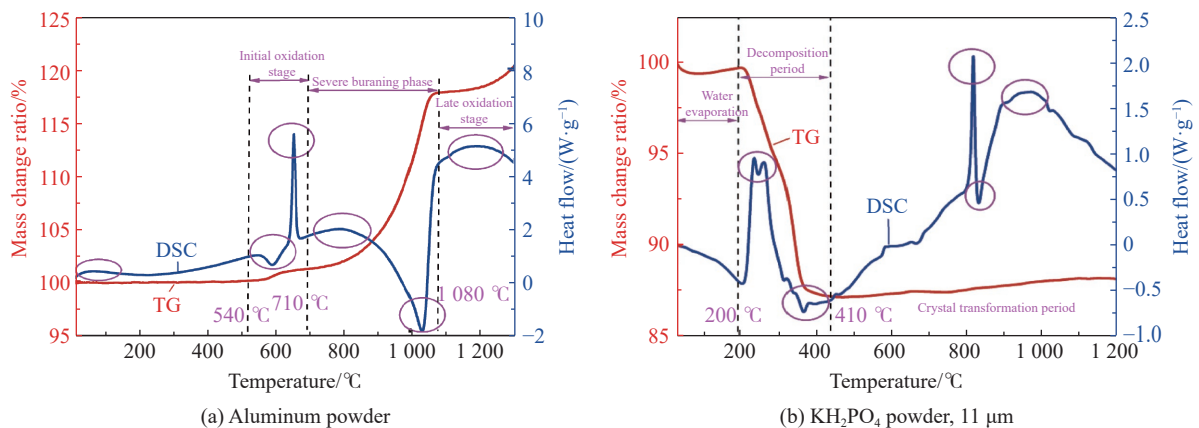 125
120
115
110
105
100
95
Mass change ratio/%
Initial oxidation
stage
Severe buraning phase
Late oxidation
stage
DSC
TG
540 ℃
710 ℃
1 080 ℃
10
8
6
4
2
0
−2
Heat flow/(W·g⁻¹)
0 200 400 600 800 1 000 1 200
Temperature/℃
(a) Aluminum powder
100
95
90
85
Mass change ratio/%
Decomposition
period
Water
evaporation
TG
DSC
200 ℃
410 ℃
Crystal transformation period
2.5
2.0
1.5
1.0
0.5
0
−0.5
−1.0
Heat flow/(W·g⁻¹)
200 400 600 800 1 000 1 200
Temperature/℃
(b) KH₂PO₄ powder, 11 μm